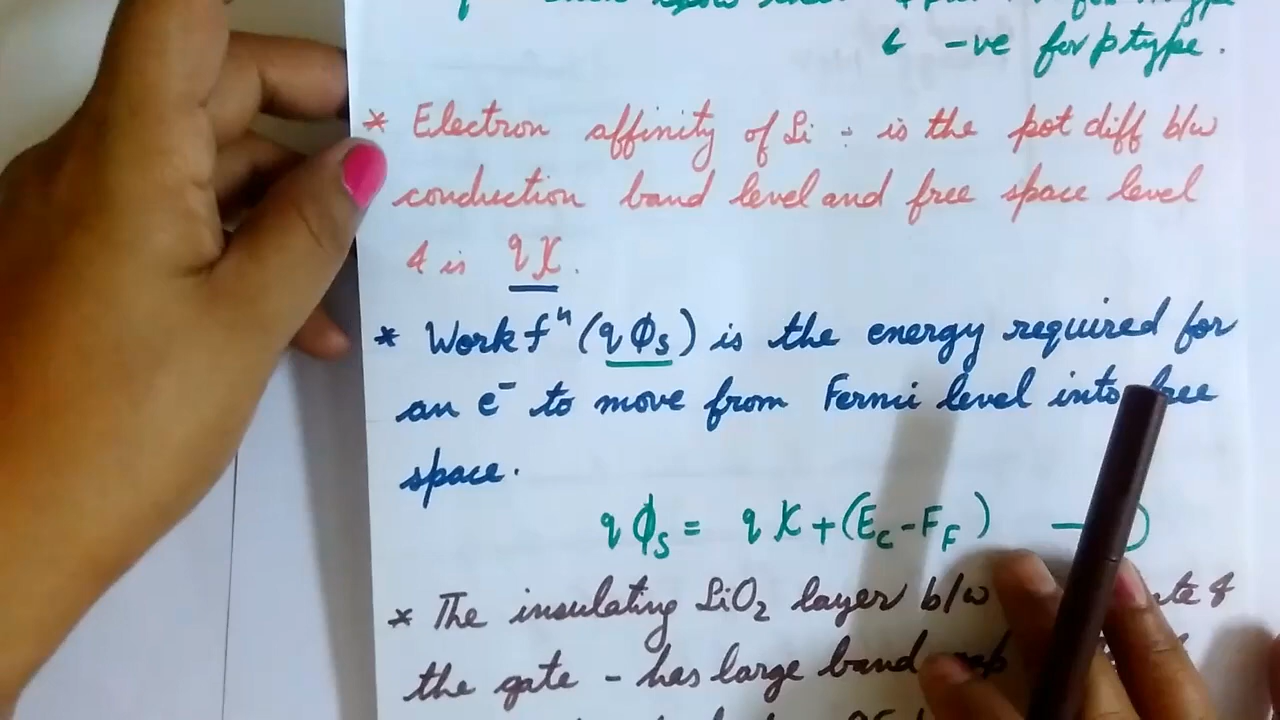 for
& -ve for p type.
* Electron affinity of Si :- is the pot diff b/w
conduction band level and free space level
& is qχ.
* Work fⁿ (qΦs) is the energy required for
an e⁻ to move from Fermi level into free
space.
qΦs = qχ + (Ec - FF) —
* The insulating SiO2 layer b/w &
the gate - has large band